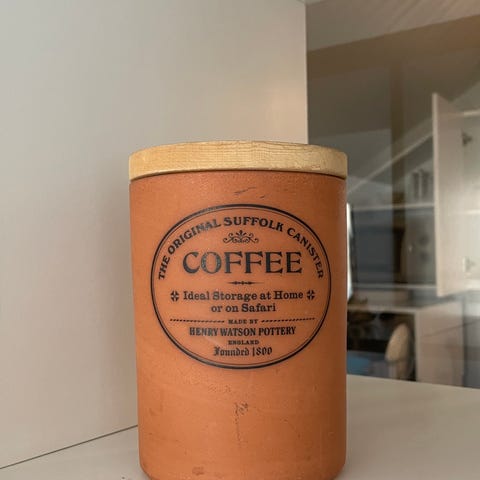 THE ORIGINAL SUFFOLK CANISTER
COFFEE
Ideal Storage at Home
or on Safari
MADE BY
HENRY WATSON POTTERY
ENGLAND
Founded 1800